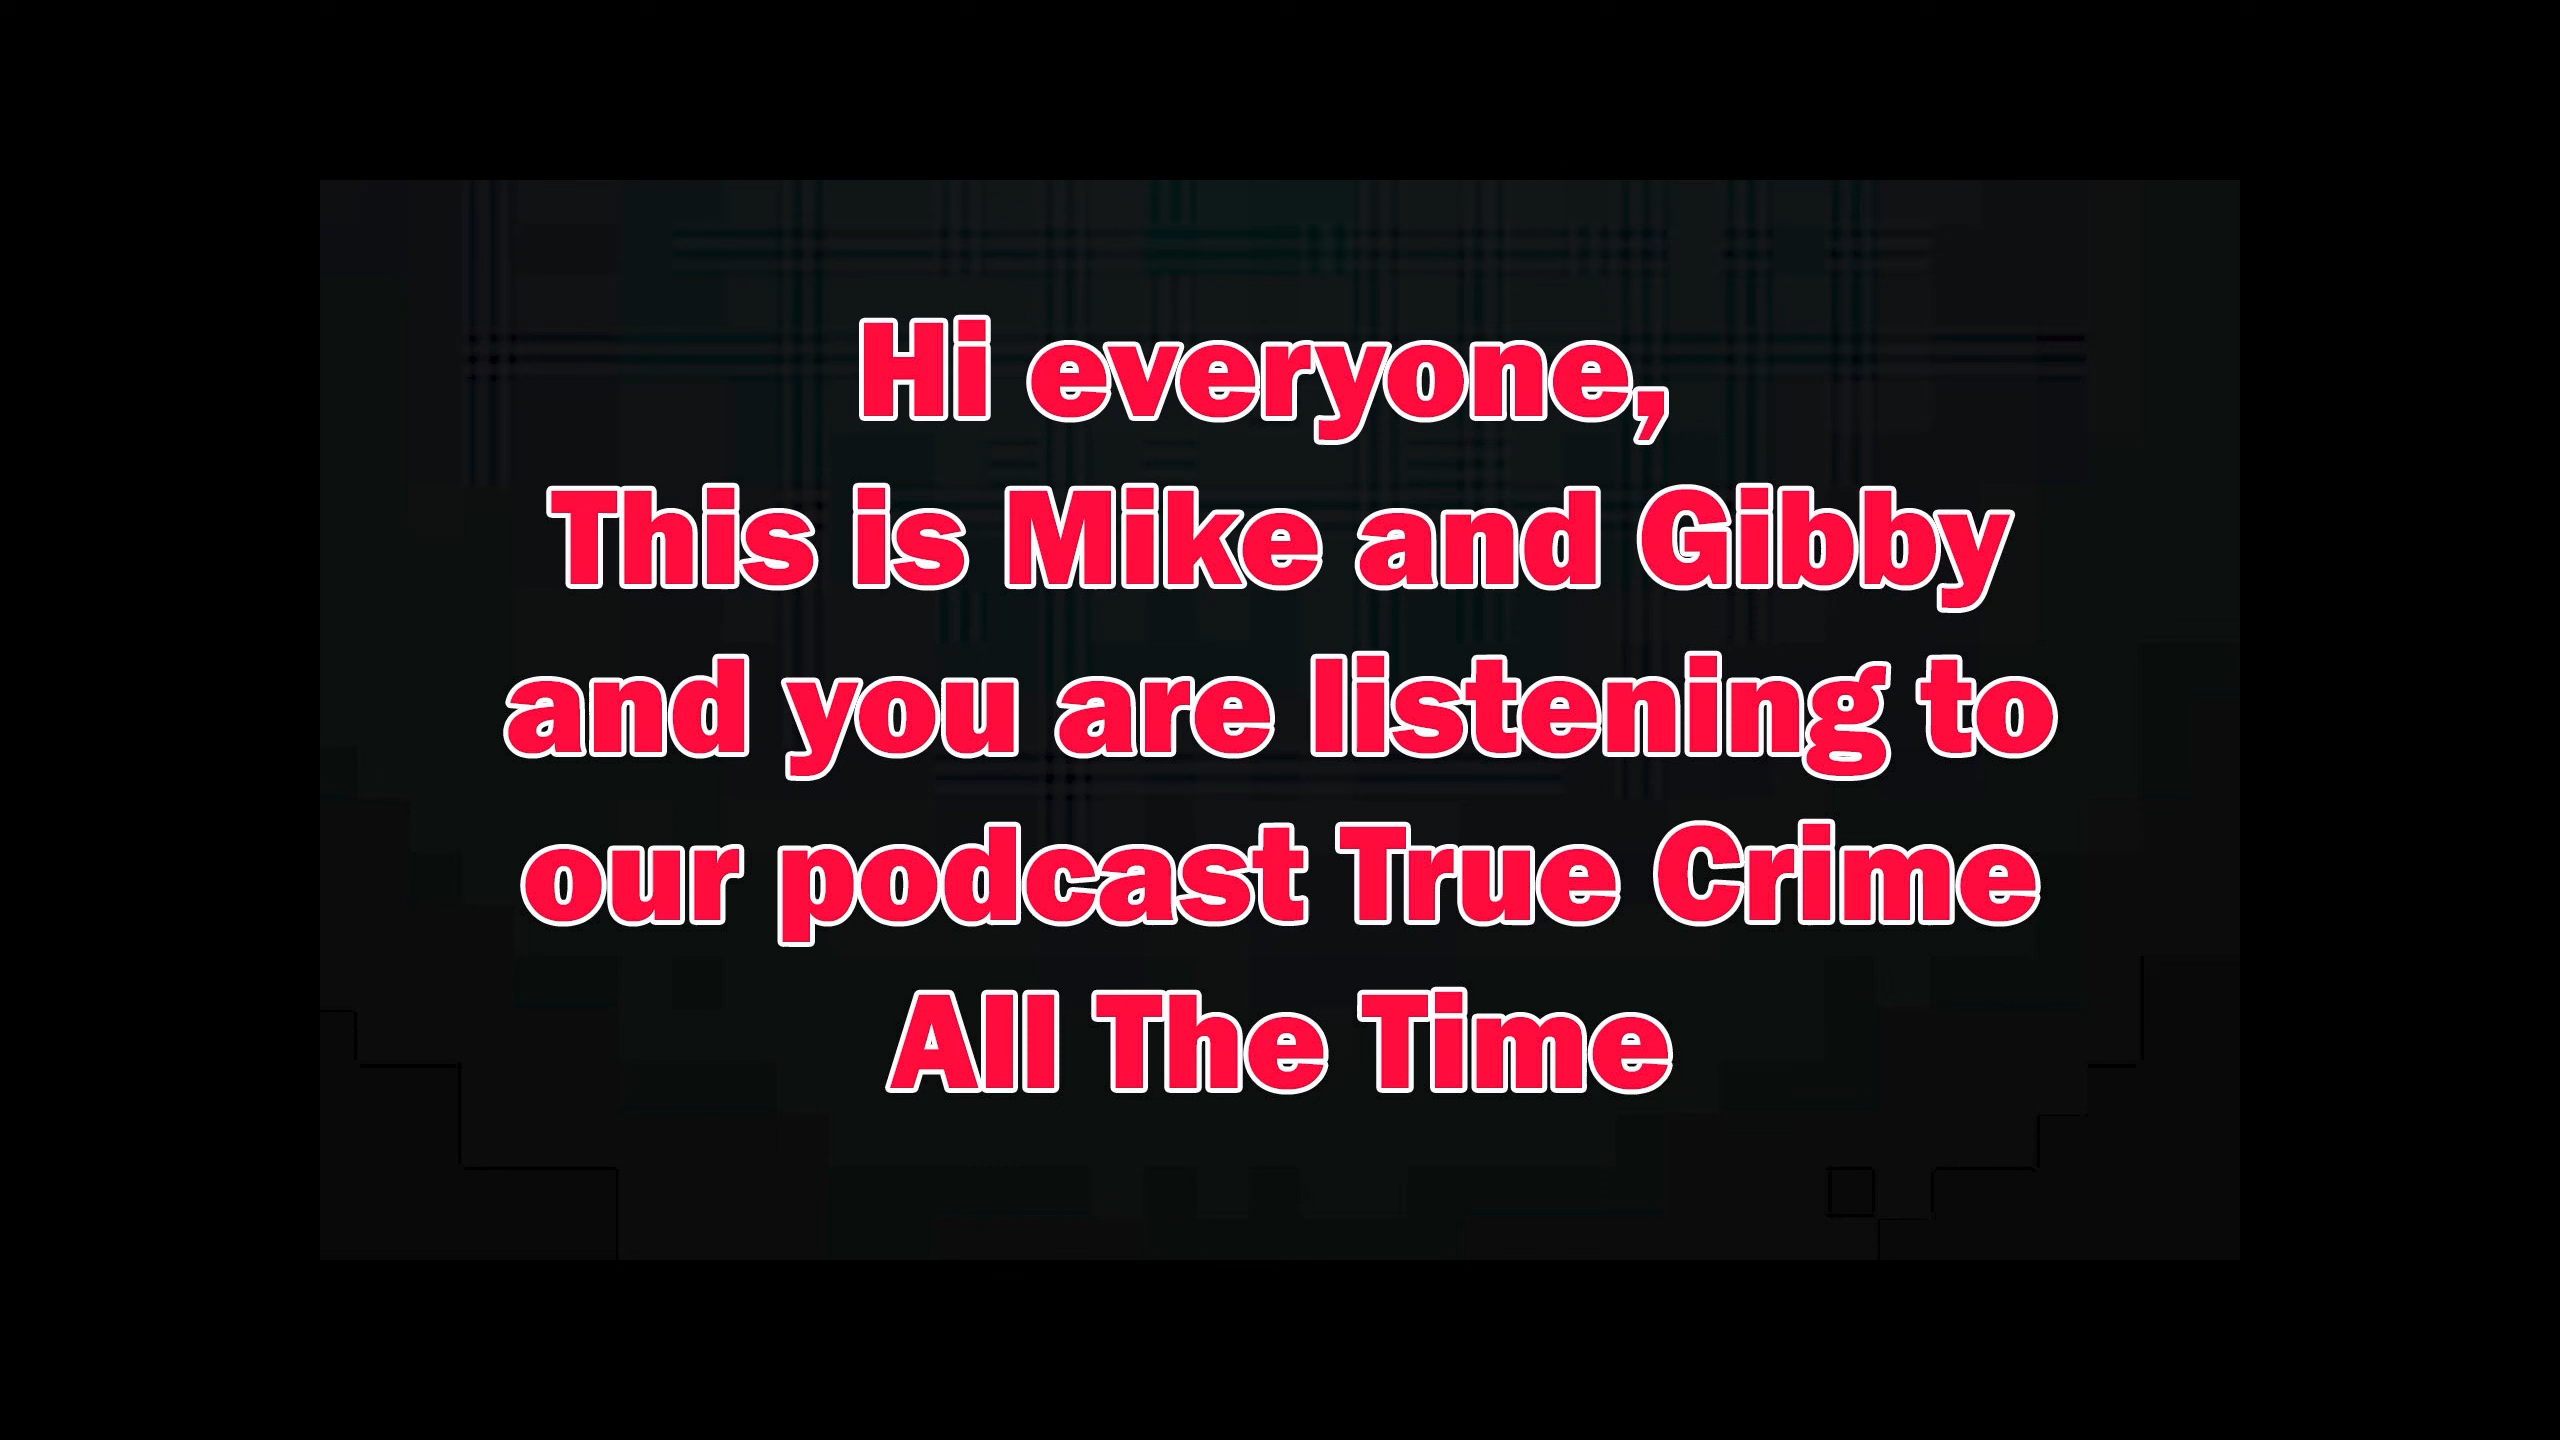 Hi everyone,
This is Mike and Gibby
and you are listening to
our podcast True Crime
All The Time